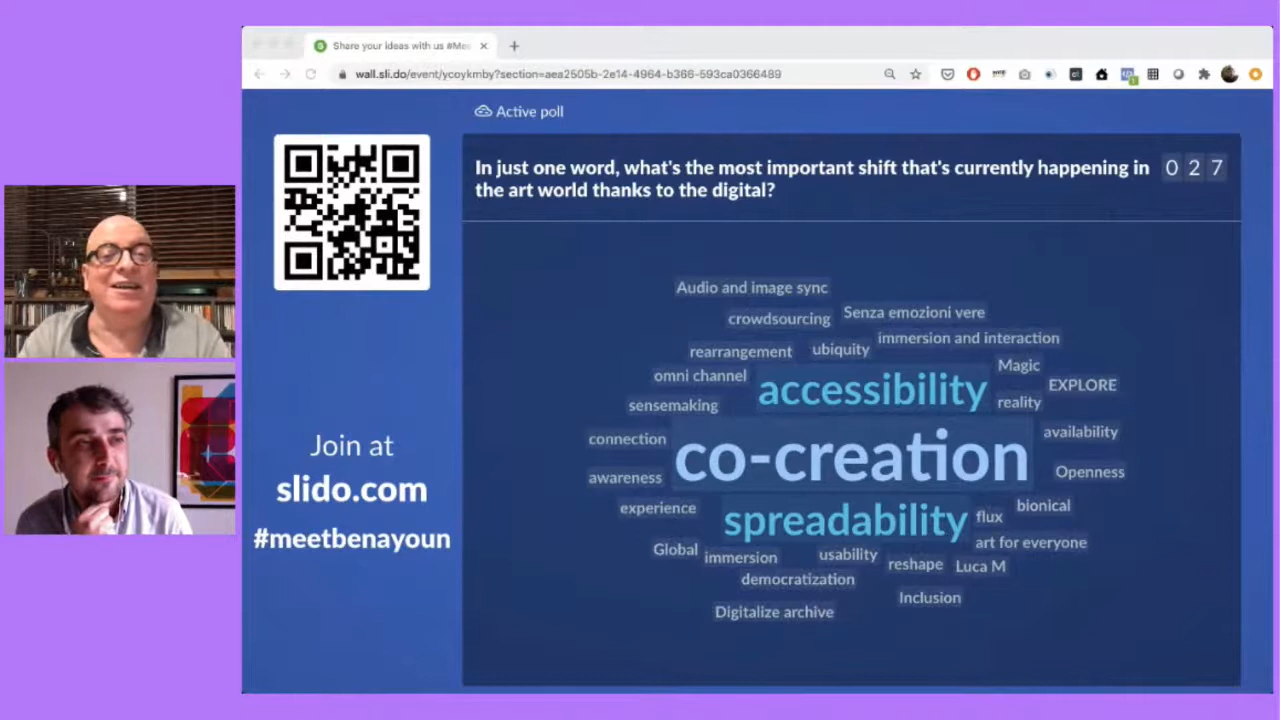 Share your ideas with us #Mee
wall.sli.do/event/ycoykmby?section=aea2505b-2e14-4964-b366-593ca0366489
Active poll
In just one word, what's the most important shift that's currently happening in
the art world thanks to the digital?
0 2 7
Audio and image sync
crowdsourcing
Senza emozioni vere
rearrangement
ubiquity
immersion and interaction
omni channel
accessibility
Magic
EXPLORE
sensemaking
reality
connection
co-creation
availability
awareness
Openness
experience
spreadability
flux
bionical
Global
immersion
usability
art for everyone
democratization
reshape
Luca M
Digitalize archive
Inclusion
Join at
slido.com
#meetbenayoun